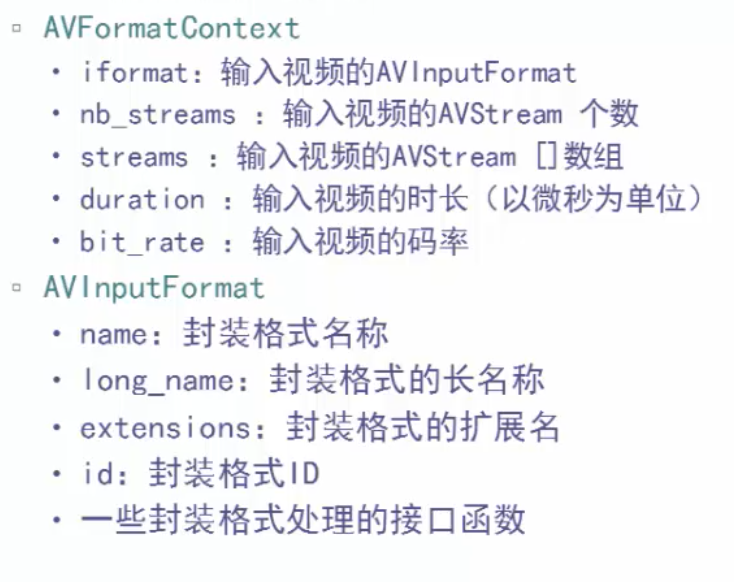 AVFormatContext
• iformat：输入视频的AVInputFormat
• nb_streams ：输入视频的AVStream 个数
• streams ：输入视频的AVStream []数组
• duration ：输入视频的时长（以微秒为单位）
• bit_rate ：输入视频的码率
AVInputFormat
• name：封装格式名称
• long_name：封装格式的长名称
• extensions：封装格式的扩展名
• id：封装格式ID
• 一些封装格式处理的接口函数